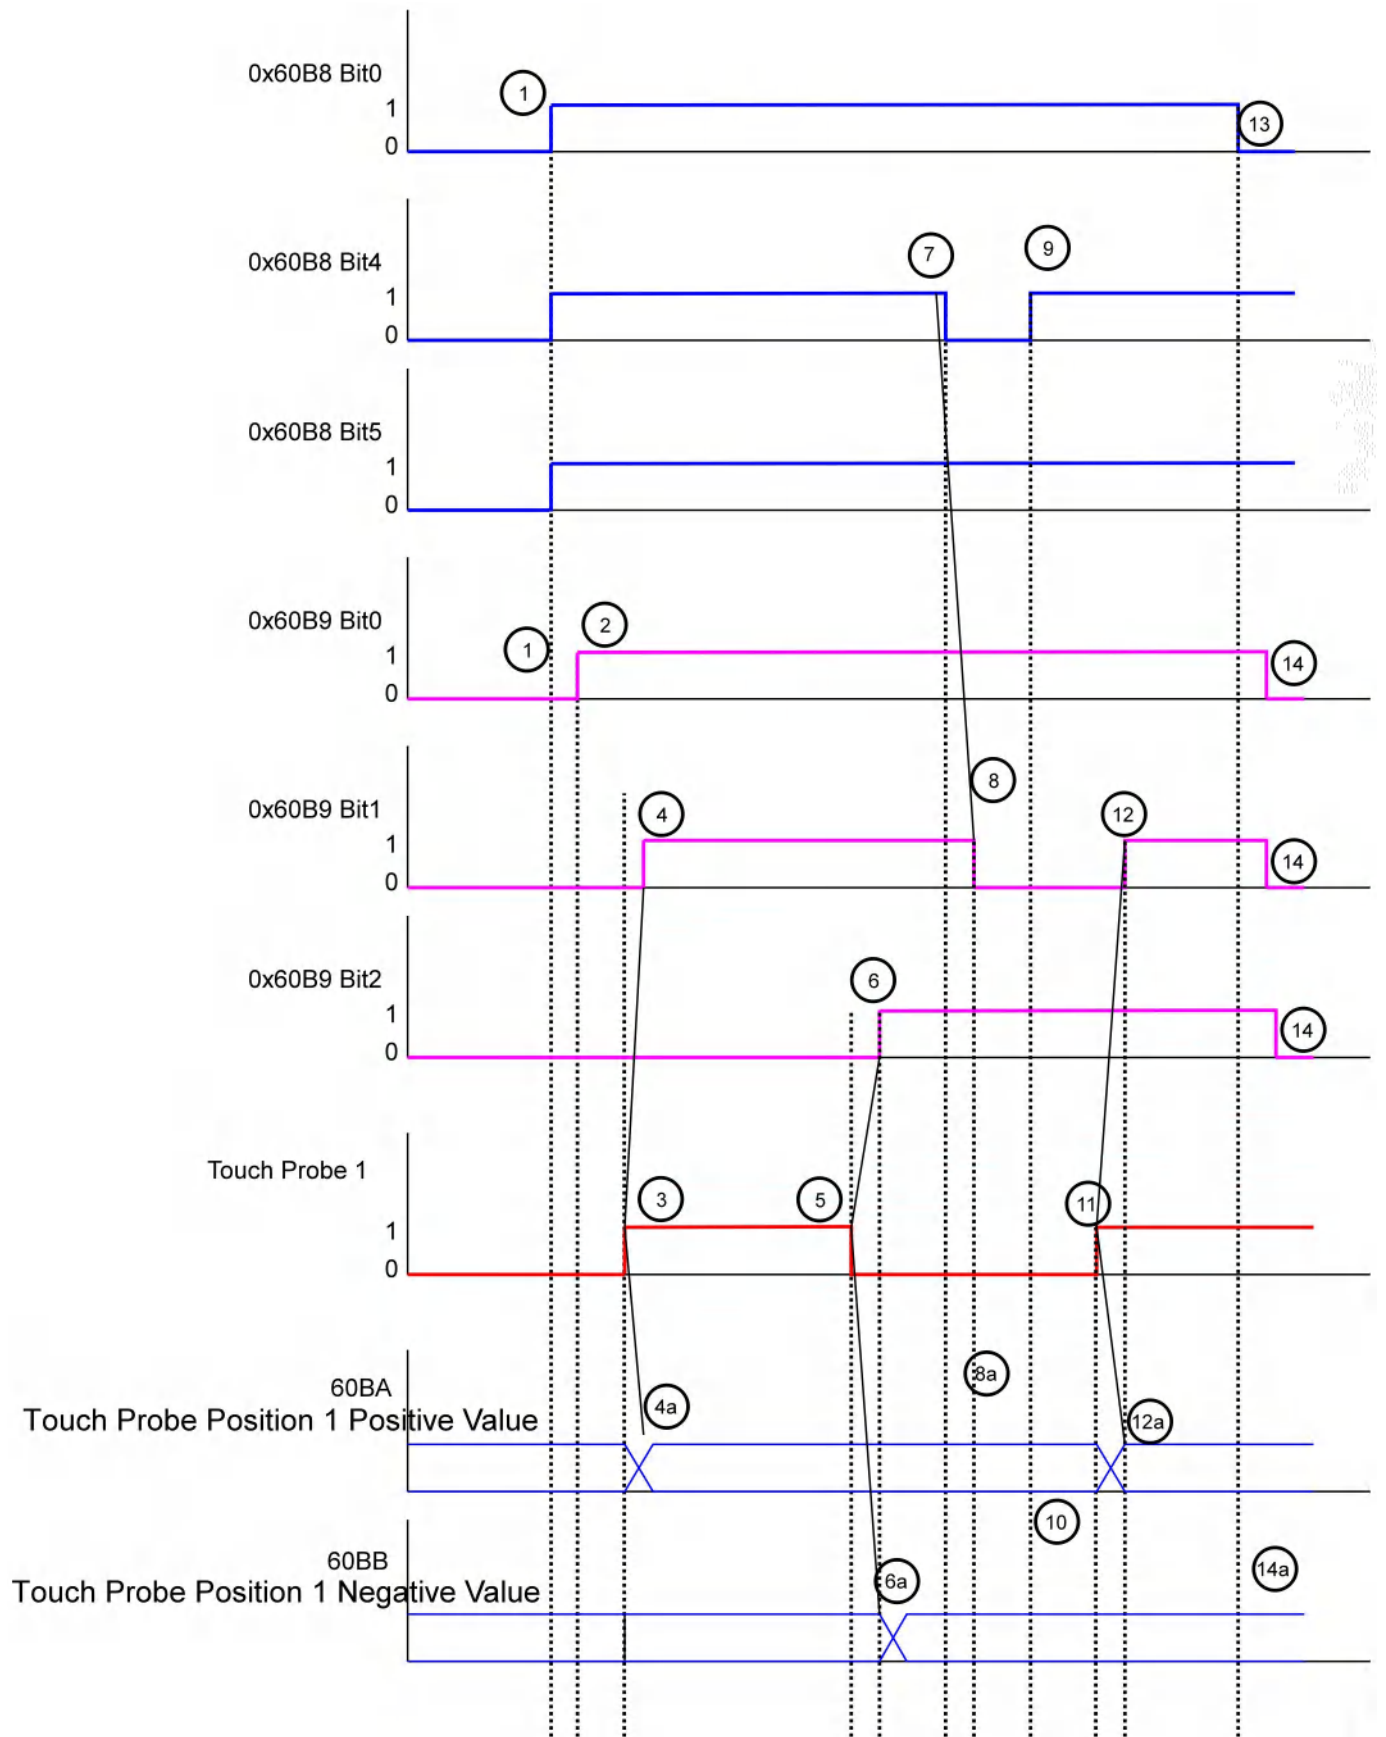 0x60B8 Bit0
1
1
13
0
0x60B8 Bit4
7
9
1
0
0x60B8 Bit5
1
0
0x60B9 Bit0
2
1
1
14
0
8
0x60B9 Bit1
4
12
1
14
0
0x60B9 Bit2
6
1
14
0
Touch Probe 1
3
5
11
1
0
8a
60BA
4a
Touch Probe Position 1 Positive Value
12a
10
60BB
14a
6a
Touch Probe Position 1 Negative Value